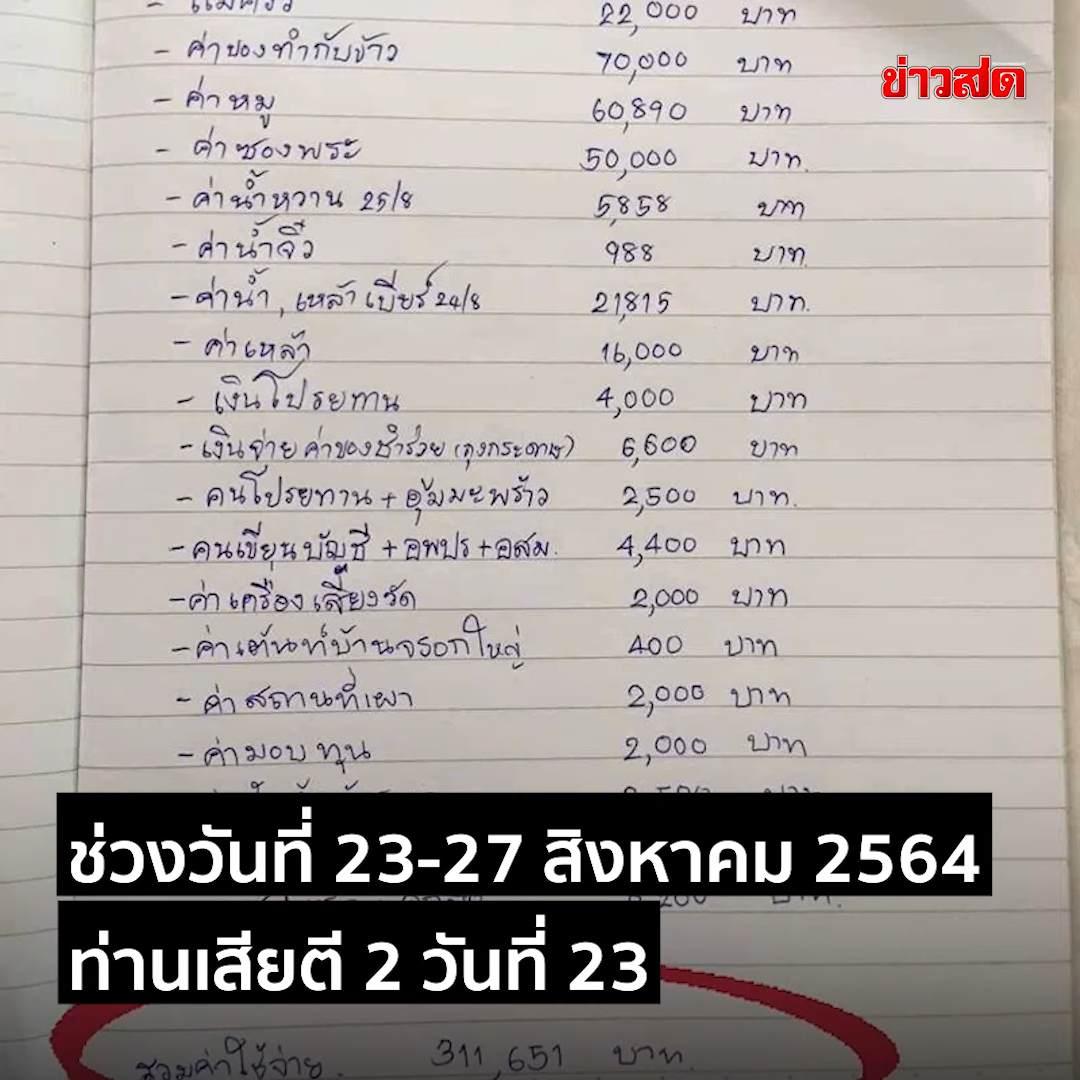 แม่ครัว 22,000 บาท
ข่าวสด
- ค่าของทำกับข้าว 70,000 บาท
- ค่าหมู 60,890 บาท
- ค่าซองพระ 50,000 บาท.
- ค่าน้ำหวาน 25/8 5,858 บาท
- ค่าน้ำจิ้ว 988 บาท.
- ค่าน้ำ, เหล้า เบียร์ 24/8 21,815 บาท.
- ค่าเหล้า 16,000 บาท
- เงินโปรยทาน 4,000 บาท
- เงินจ่ายค่าของชำร่วย (ถุงกระดาษ) 6,600 บาท
- คนโปรยทาน + อุ้มมะพร้าว 2,500 บาท.
- คนเขียนบัญชี + อพปร + อสม. 4,400 บาท
- ค่าเครื่องเสี่ยงวัด 2,000 บาท
- ค่าเต้นท์บ้านจรอกใหญ่ 400 บาท
- ค่าสถานที่เผา 2,000 บาท
- ค่ามอบทุน 2,000 บาท
ช่วงวันที่ 23-27 สิงหาคม 2564
ท่านเสียตี 2 วันที่ 23
รวมค่าใช้จ่าย. 311,651 บาท.